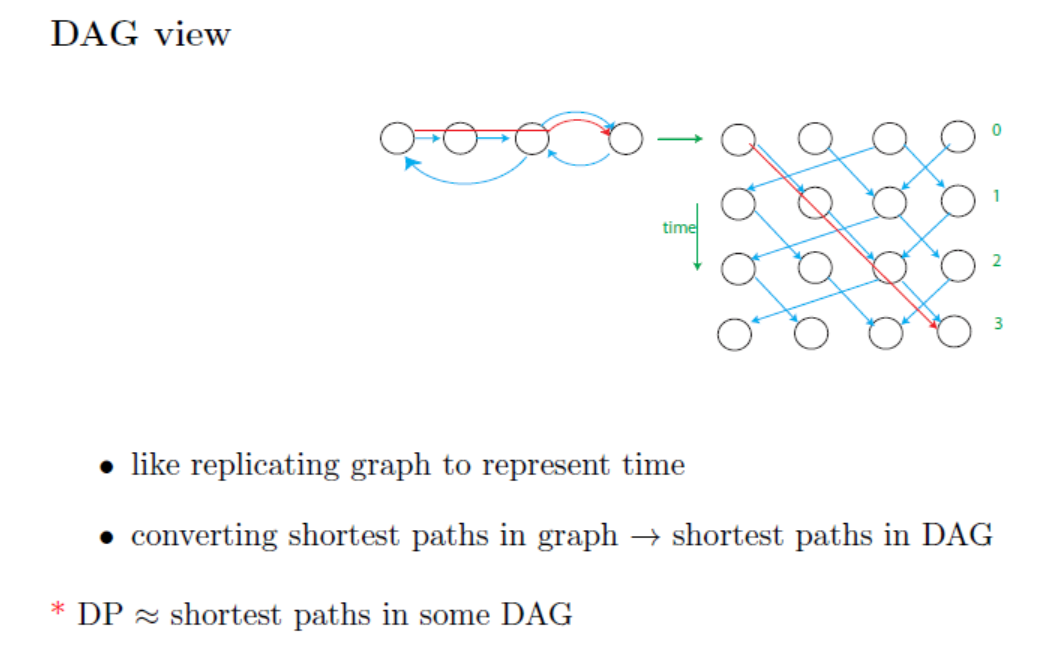 DAG view
0
1
time
2
3
• like replicating graph to represent time
• converting shortest paths in graph → shortest paths in DAG
* DP ≈ shortest paths in some DAG